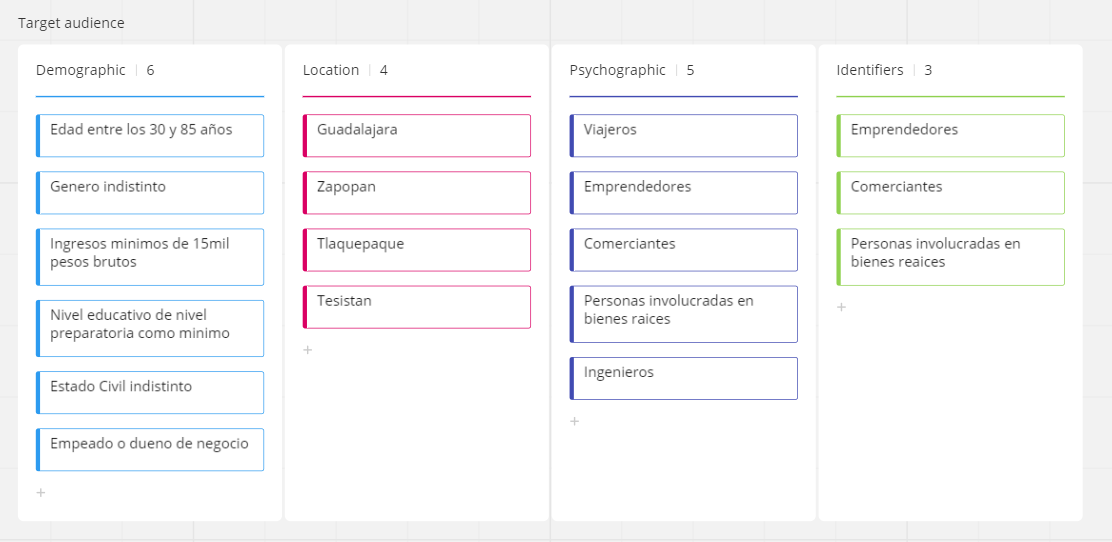 Target audience
Demographic | 6
Edad entre los 30 y 85 años
Genero indistinto
Ingresos minimos de 15mil
pesos brutos
Nivel educativo de nivel
preparatoria como minimo
Estado Civil indistinto
Empeado o dueno de negocio
+
Location | 4
Guadalajara
Zapopan
Tlaquepaque
Tesistan
+
Psychographic | 5
Viajeros
Emprendedores
Comerciantes
Personas involucradas en
bienes raices
Ingenieros
+
Identifiers | 3
Emprendedores
Comerciantes
Personas involucradas en
bienes reaices
+